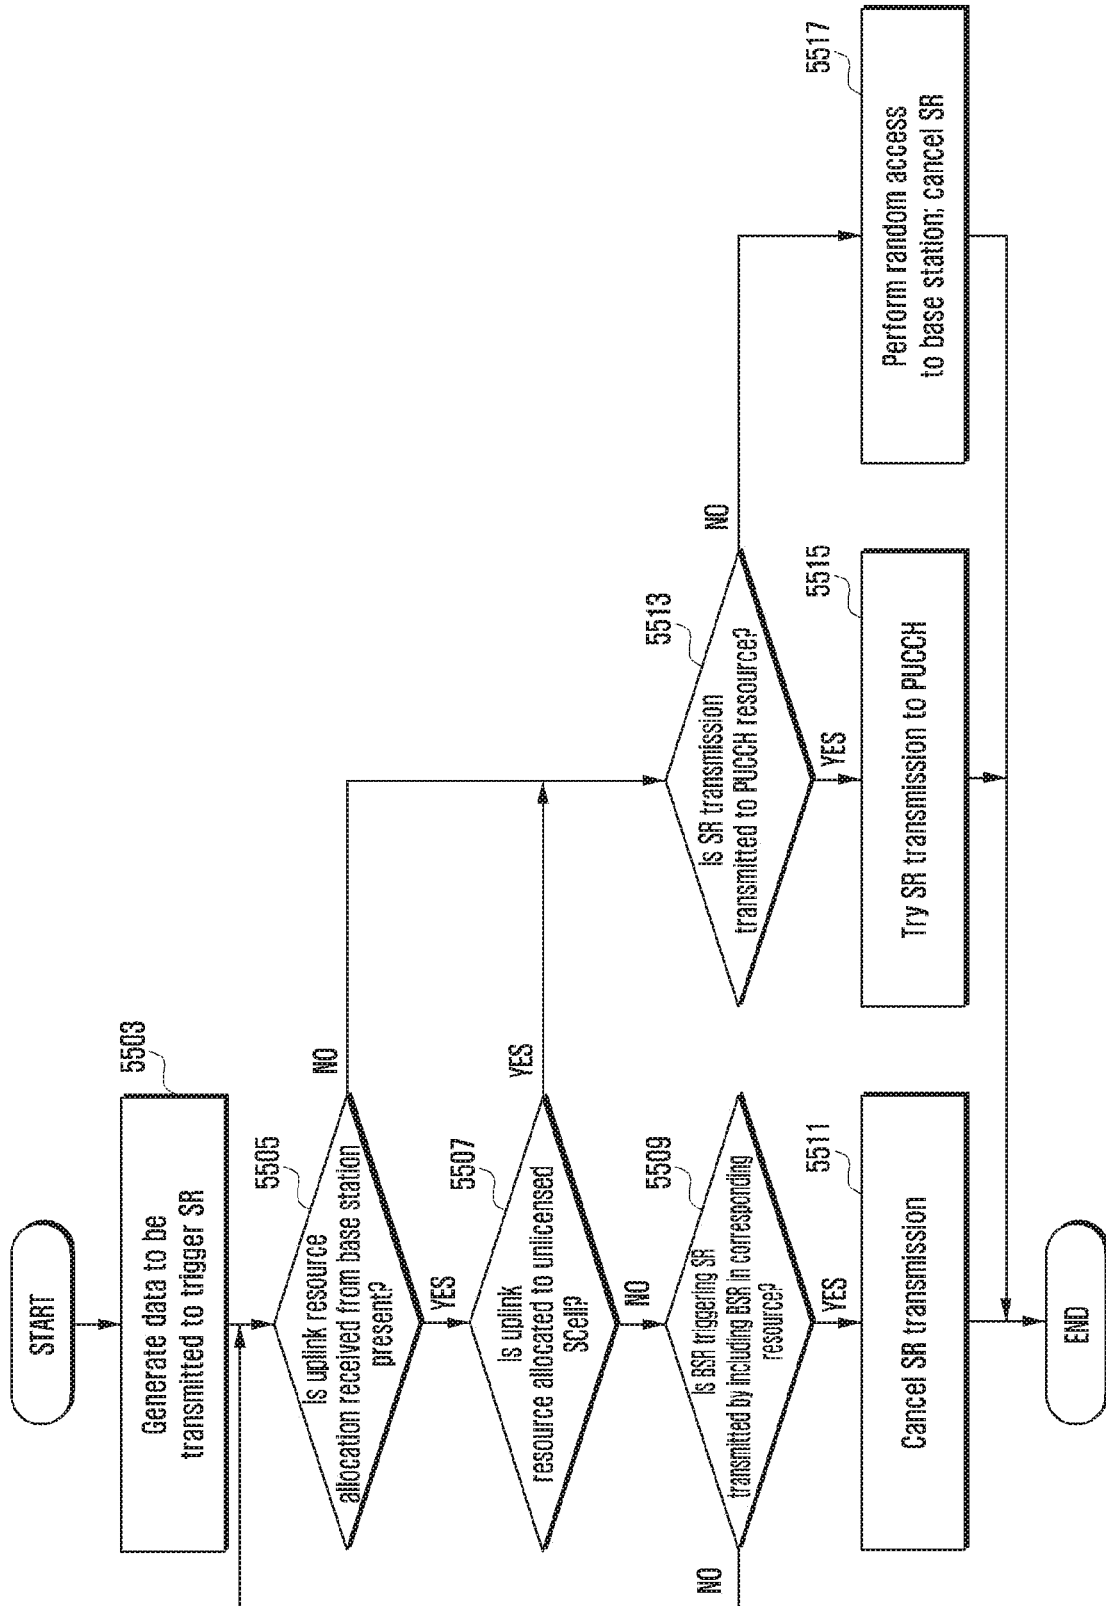 START
5503
Generate data to be
transmitted to trigger SR
5505
Is uplink resource
allocation received from base station
present?
NO
YES
5507
Is uplink
resource allocated to unlicensed
SCell?
YES
NO
5509
Is BSR triggering SR
transmitted by including BSR in corresponding
resource?
NO
YES
5511
Cancel SR transmission
5513
Is SR transmission
transmitted to PUCCH resource?
NO
YES
5515
Try SR transmission to PUCCH
5517
Perform random access
to base station; cancel SR
END